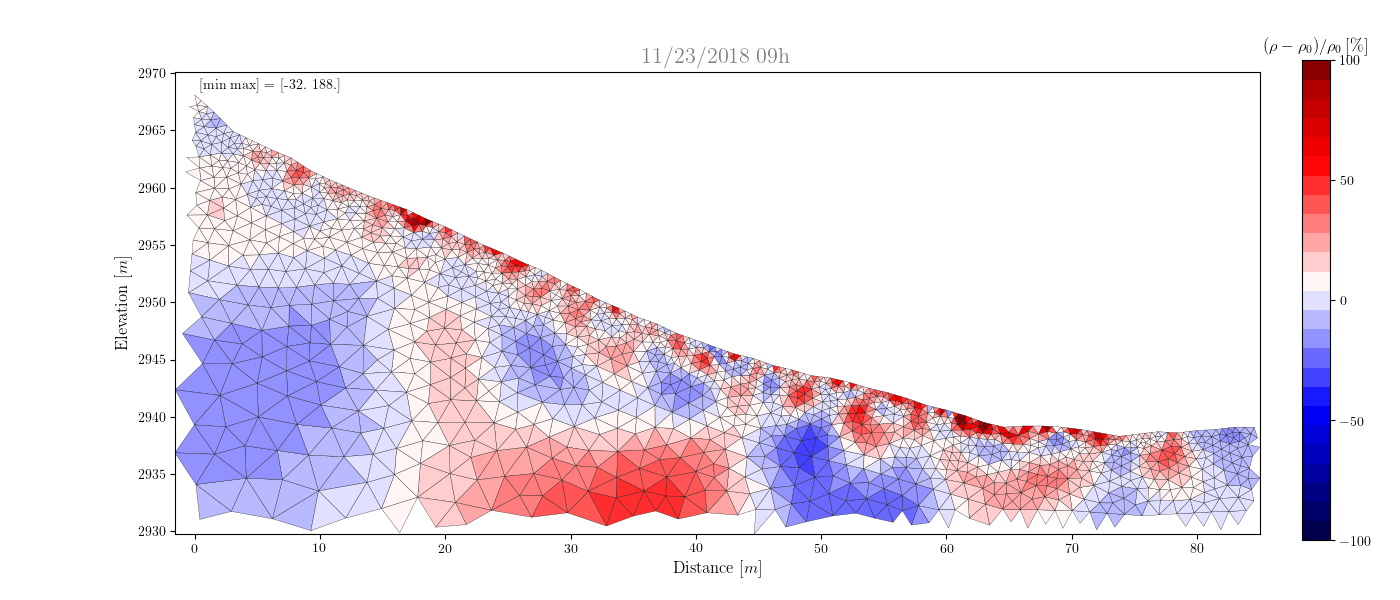 11/23/2018 09h
(ρ − ρ₀)/ρ₀ [%]
[min max] = [-32. 188.]
2970
2965
2960
2955
2950
2945
2940
2935
2930
Elevation [m]
0 10 20 30 40 50 60 70 80
Distance [m]
100
50
0
−50
−100